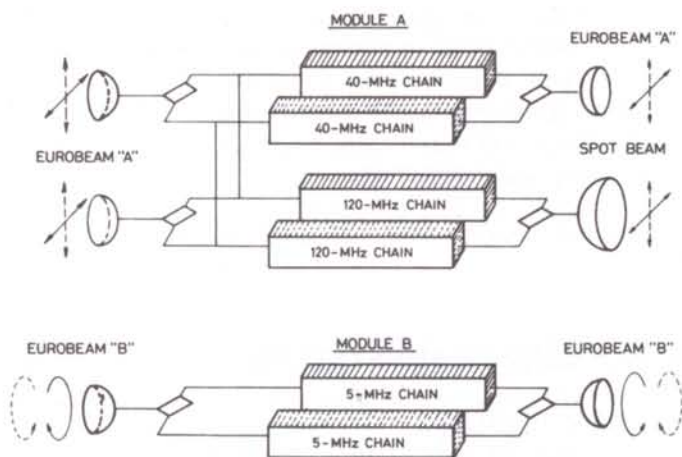 MODULE A
EUROBEAM "A"
40-MHz CHAIN
40-MHz CHAIN
EUROBEAM "A"
SPOT BEAM
120-MHz CHAIN
120-MHz CHAIN
EUROBEAM "B"
MODULE B
EUROBEAM "B"
5-MHz CHAIN
5-MHz CHAIN